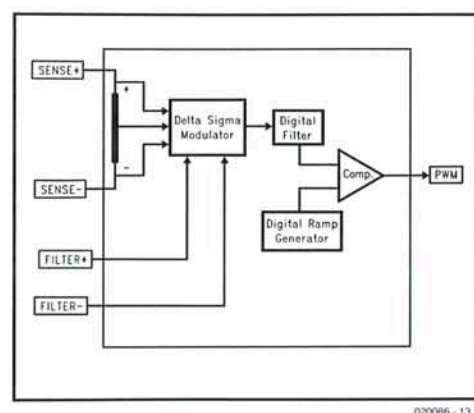 SENSE+
+
Delta Sigma
Modulator
Digital
Filter
-
SENSE-
Comp.
PWM
Digital Ramp
Generator
FILTER+
FILTER-
020086 - 13